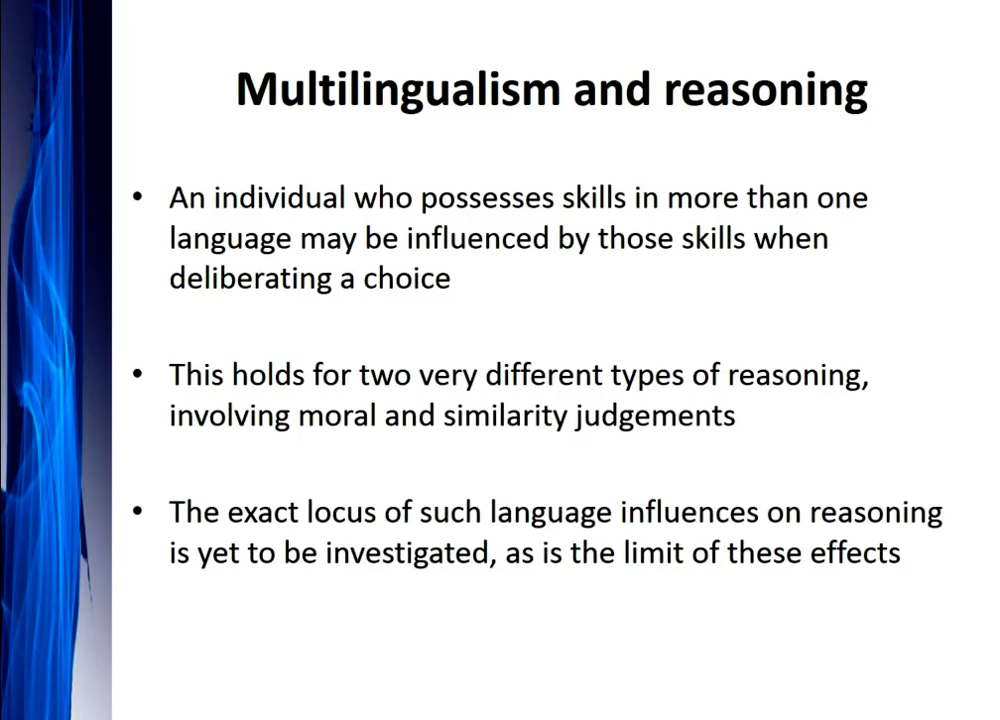 Multilingualism and reasoning
• An individual who possesses skills in more than one
language may be influenced by those skills when
deliberating a choice
• This holds for two very different types of reasoning,
involving moral and similarity judgements
• The exact locus of such language influences on reasoning
is yet to be investigated, as is the limit of these effects